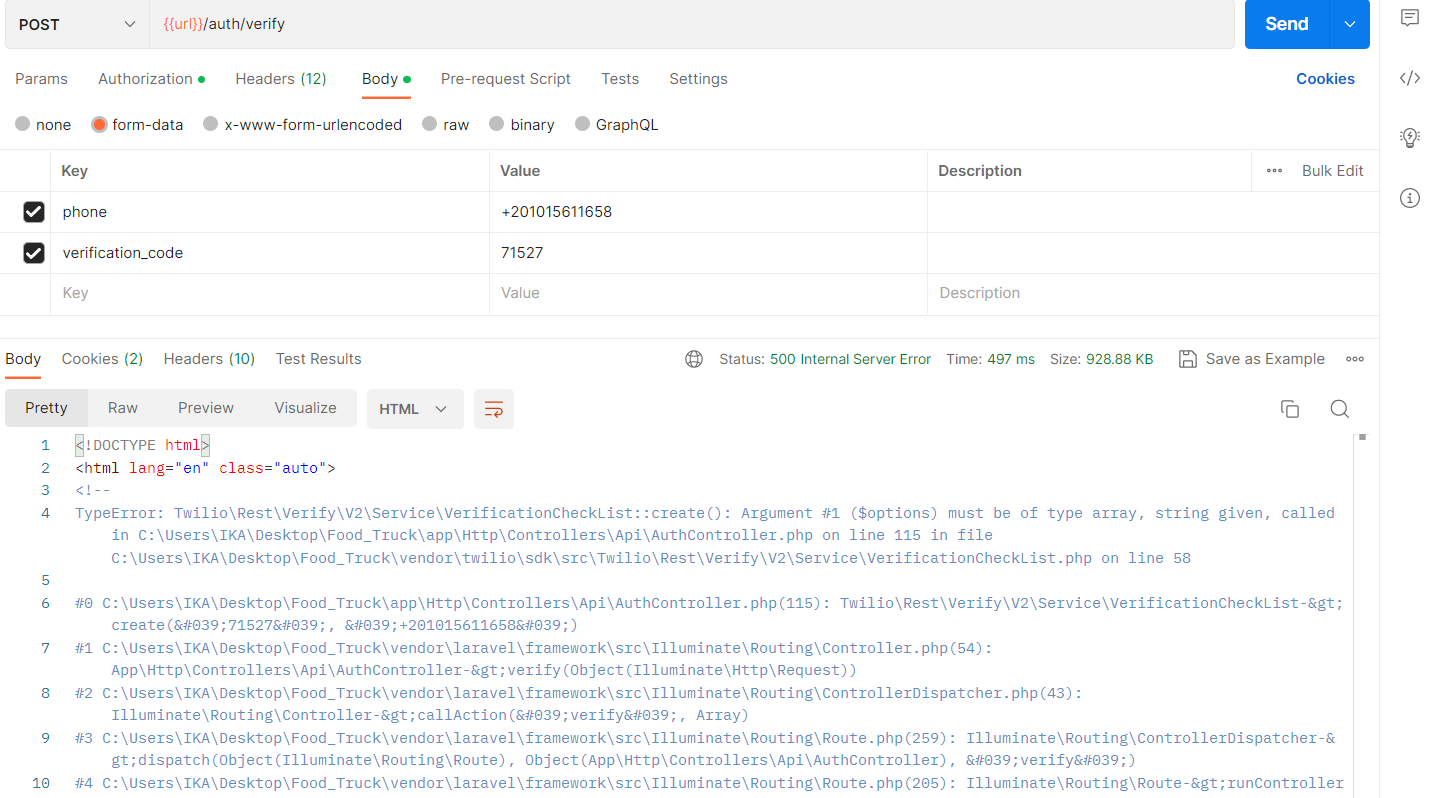 POST
{{url}}/auth/verify
Send
Params Authorization Headers (12) Body Pre-request Script Tests Settings Cookies
none form-data x-www-form-urlencoded raw binary GraphQL
Key Value Description Bulk Edit
phone +201015611658
verification_code 71527
Key Value Description
Body Cookies (2) Headers (10) Test Results Status: 500 Internal Server Error Time: 497 ms Size: 928.88 KB Save as Example
Pretty Raw Preview Visualize HTML
1 <!DOCTYPE html>
2 <html lang="en" class="auto">
3 <!--
4 TypeError: Twilio\Rest\Verify\V2\Service\VerificationCheckList::create(): Argument #1 ($options) must be of type array, string given, called
in C:\Users\IKA\Desktop\Food_Truck\app\Http\Controllers\Api\AuthController.php on line 115 in file
C:\Users\IKA\Desktop\Food_Truck\vendor\twilio\sdk\src\Twilio\Rest\Verify\V2\Service\VerificationCheckList.php on line 58
5
6 #0 C:\Users\IKA\Desktop\Food_Truck\app\Http\Controllers\Api\AuthController.php(115): Twilio\Rest\Verify\V2\Service\VerificationCheckList-&gt;
create(&#039;71527&#039;, &#039;+201015611658&#039;)
7 #1 C:\Users\IKA\Desktop\Food_Truck\vendor\laravel\framework\src\Illuminate\Routing\Controller.php(54):
App\Http\Controllers\Api\AuthController-&gt;verify(Object(Illuminate\Http\Request))
8 #2 C:\Users\IKA\Desktop\Food_Truck\vendor\laravel\framework\src\Illuminate\Routing\ControllerDispatcher.php(43):
Illuminate\Routing\Controller-&gt;callAction(&#039;verify&#039;, Array)
9 #3 C:\Users\IKA\Desktop\Food_Truck\vendor\laravel\framework\src\Illuminate\Routing\Route.php(259): Illuminate\Routing\ControllerDispatcher-&
gt;dispatch(Object(Illuminate\Routing\Route), Object(App\Http\Controllers\Api\AuthController), &#039;verify&#039;)
10 #4 C:\Users\IKA\Desktop\Food_Truck\vendor\laravel\framework\src\Illuminate\Routing\Route.php(205): Illuminate\Routing\Route-&gt;runController